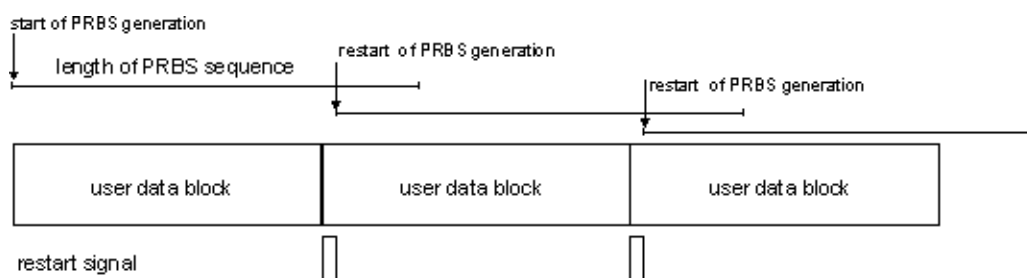 start of PRBS generation
restart of PRBS generation
length of PRBS sequence
restart of PRBS generation
user data block
user data block
user data block
restart signal